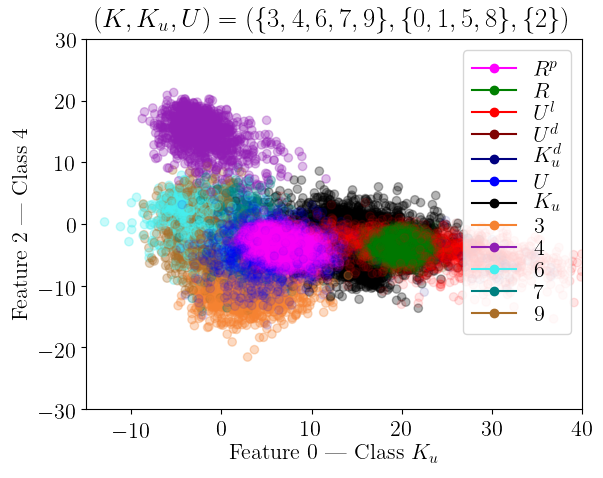 (K, K_u, U) = ({3, 4, 6, 7, 9}, {0, 1, 5, 8}, {2})
30
20
10
0
−10
−20
−30
Feature 2 — Class 4
−10
0
10
20
30
40
Feature 0 — Class K_u
R^p
R
U^l
U^d
K_u^d
U
K_u
3
4
6
7
9